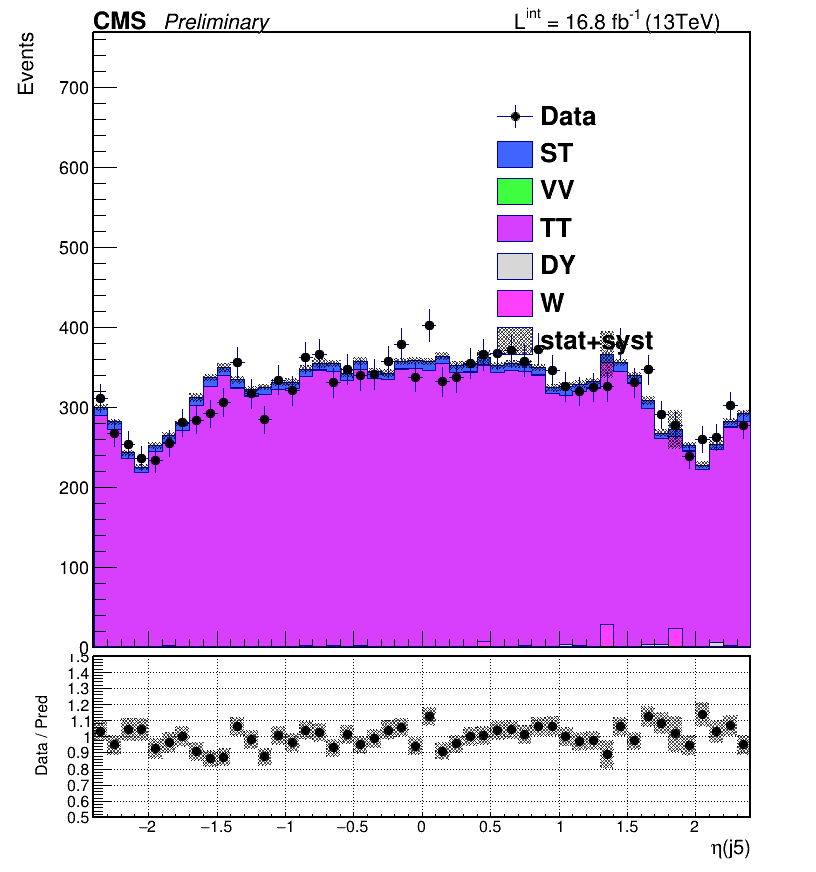 CMS Preliminary L^int = 16.8 fb^-1 (13TeV)
Events
700
600
500
400
300
200
100
0
Data
ST
VV
TT
DY
W
stat+syst
Data / Pred
1.5
1.4
1.3
1.2
1.1
1
0.9
0.8
0.7
0.6
0.5
−2 −1.5 −1 −0.5 0 0.5 1 1.5 2
η(j5)